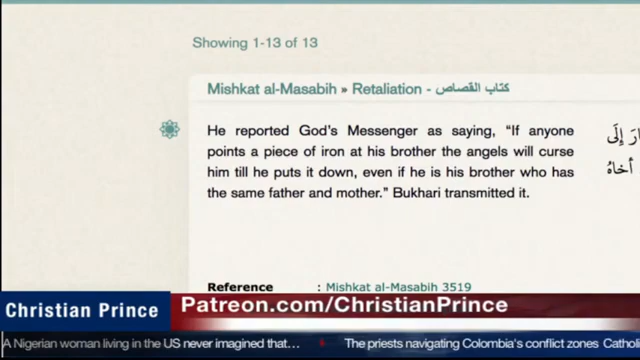 Showing 1-13 of 13
Mishkat al-Masabih » Retaliation - كتاب القصاص
He reported God's Messenger as saying, "If anyone
points a piece of iron at his brother the angels will curse
him till he puts it down, even if he is his brother who has
the same father and mother." Bukhari transmitted it.
إِلَى
أخاهُ
Reference : Mishkat al-Masabih 3519
Christian Prince
Patreon.com/ChristianPrince
A Nigerian woman living in the US never imagined that… The priests navigating Colombia's conflict zones Catholi